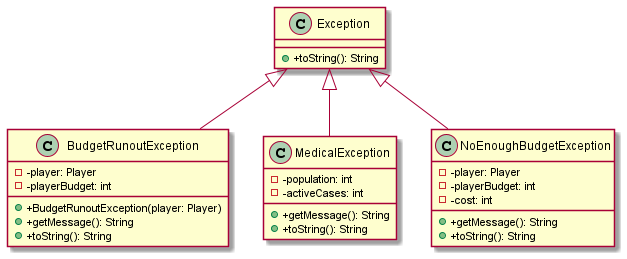 C Exception
+toString(): String
C BudgetRunoutException
-player: Player
-playerBudget: int
+BudgetRunoutException(player: Player)
+getMessage(): String
+toString(): String
C MedicalException
-population: int
-activeCases: int
+getMessage(): String
+toString(): String
C NoEnoughBudgetException
-player: Player
-playerBudget: int
-cost: int
+getMessage(): String
+toString(): String